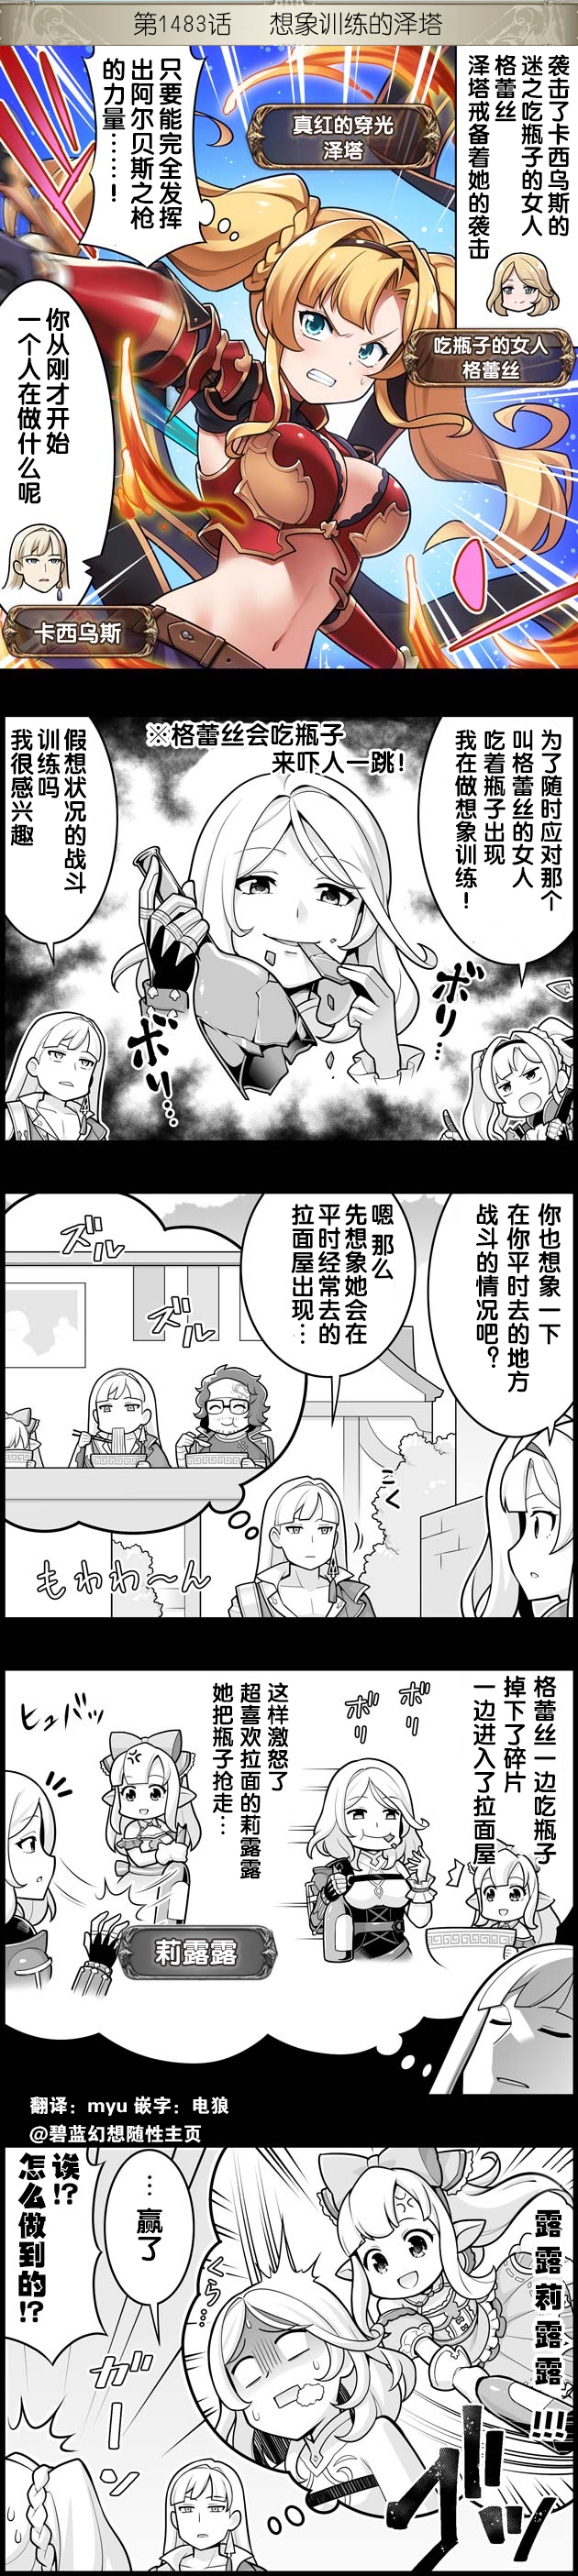 第1483话 想象训练的泽塔
袭击了卡西乌斯的
迷之吃瓶子的女人
格蕾丝
泽塔戒备着她的袭击
吃瓶子的女人
格蕾丝
真红的穿光
泽塔
只要能完全发挥
出阿尔贝斯之枪
的力量……!
你从刚才开始
一个人在做什么呢
卡西乌斯
为了随时应对那个
叫格蕾丝的女人
吃着瓶子出现
我在做想象训练!
※格蕾丝会吃瓶子
来吓人一跳!
ボリ…
ボリ…
假想状况的战斗
训练吗
我很感兴趣
你也想象一下
在你平时去的地方
战斗的情况吧?
嗯 那么
先想象她会在
平时经常去的
拉面屋出现…
こく
ズル
ズル
もわわ〜ん
格蕾丝一边吃瓶子
掉下了碎片
一边进入了拉面屋
ボリ
ボリ
这样激怒了
超喜欢拉面的莉露露
她把瓶子抢走…
ヒュバッ
莉露露
翻译：myu 嵌字：电狼
@碧蓝幻想随性主页
露露莉露露!!!
くら…
ズドッ
…赢了
诶!?
怎么做到的!?
ガーン